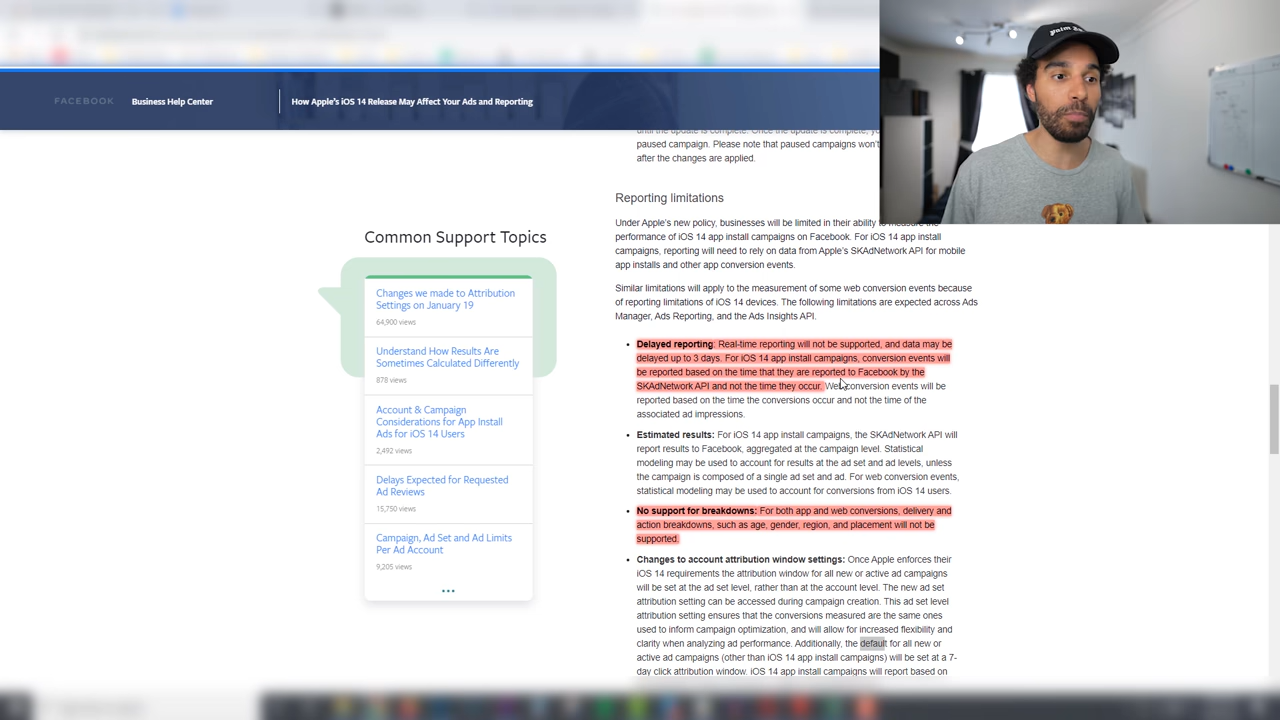 FACEBOOK
Business Help Center
How Apple's iOS 14 Release May Affect Your Ads and Reporting
Common Support Topics
Changes we made to Attribution
Settings on January 19
64,900 views
Understand How Results Are
Sometimes Calculated Differently
878 views
Account & Campaign
Considerations for App Install
Ads for iOS 14 Users
2,492 views
Delays Expected for Requested
Ad Reviews
15,750 views
Campaign, Ad Set and Ad Limits
Per Ad Account
9,205 views
until the update is complete. Once the update is complete,
paused campaign. Please note that paused campaigns won't
after the changes are applied.
Reporting limitations
Under Apple's new policy, businesses will be limited in their ability to measure the
performance of iOS 14 app install campaigns on Facebook. For iOS 14 app install
campaigns, reporting will need to rely on data from Apple's SKAdNetwork API for mobile
app installs and other app conversion events.
Similar limitations will apply to the measurement of some web conversion events because
of reporting limitations of iOS 14 devices. The following limitations are expected across Ads
Manager, Ads Reporting, and the Ads Insights API.
• Delayed reporting: Real-time reporting will not be supported, and data may be
delayed up to 3 days. For iOS 14 app install campaigns, conversion events will
be reported based on the time that they are reported to Facebook by the
SKAdNetwork API and not the time they occur. Web conversion events will be
reported based on the time the conversions occur and not the time of the
associated ad impressions.
• Estimated results: For iOS 14 app install campaigns, the SKAdNetwork API will
report results to Facebook, aggregated at the campaign level. Statistical
modeling may be used to account for results at the ad set and ad levels, unless
the campaign is composed of a single ad set and ad. For web conversion events,
statistical modeling may be used to account for conversions from iOS 14 users.
• No support for breakdowns: For both app and web conversions, delivery and
action breakdowns, such as age, gender, region, and placement will not be
supported.
• Changes to account attribution window settings: Once Apple enforces their
iOS 14 requirements the attribution window for all new or active ad campaigns
will be set at the ad set level, rather than at the account level. The new ad set
attribution setting can be accessed during campaign creation. This ad set level
attribution setting ensures that the conversions measured are the same ones
used to inform campaign optimization, and will allow for increased flexibility and
clarity when analyzing ad performance. Additionally, the default for all new or
active ad campaigns (other than iOS 14 app install campaigns) will be set at a 7-
day click attribution window. iOS 14 app install campaigns will report based on